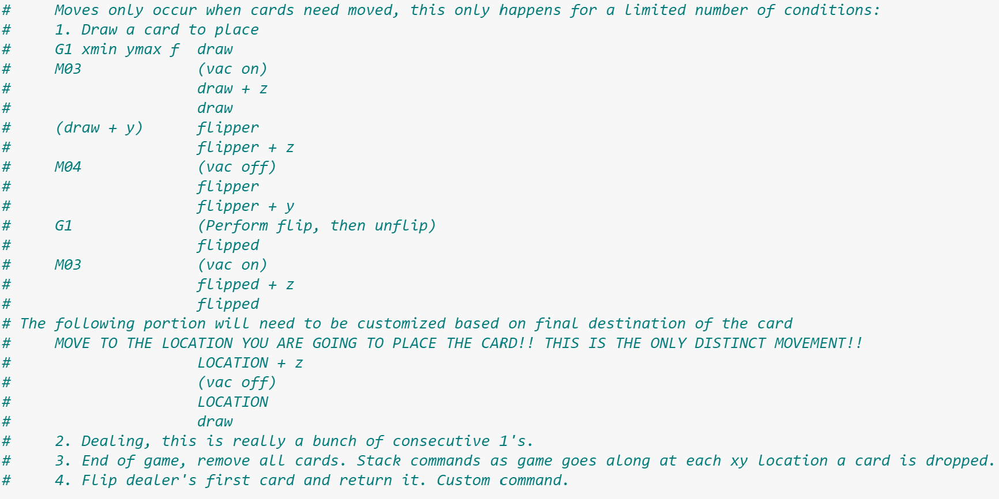 #     Moves only occur when cards need moved, this only happens for a limited number of conditions:
#     1. Draw a card to place
#     G1 xmin ymax f  draw
#     M03             (vac on)
#                     draw + z
#                     draw
#     (draw + y)      flipper
#                     flipper + z
#     M04             (vac off)
#                     flipper
#                     flipper + y
#     G1              (Perform flip, then unflip)
#                     flipped
#     M03             (vac on)
#                     flipped + z
#                     flipped
# The following portion will need to be customized based on final destination of the card
#     MOVE TO THE LOCATION YOU ARE GOING TO PLACE THE CARD!! THIS IS THE ONLY DISTINCT MOVEMENT!!
#                     LOCATION + z
#                     (vac off)
#                     LOCATION
#                     draw
#     2. Dealing, this is really a bunch of consecutive 1's.
#     3. End of game, remove all cards. Stack commands as game goes along at each xy location a card is dropped.
#     4. Flip dealer's first card and return it. Custom command.